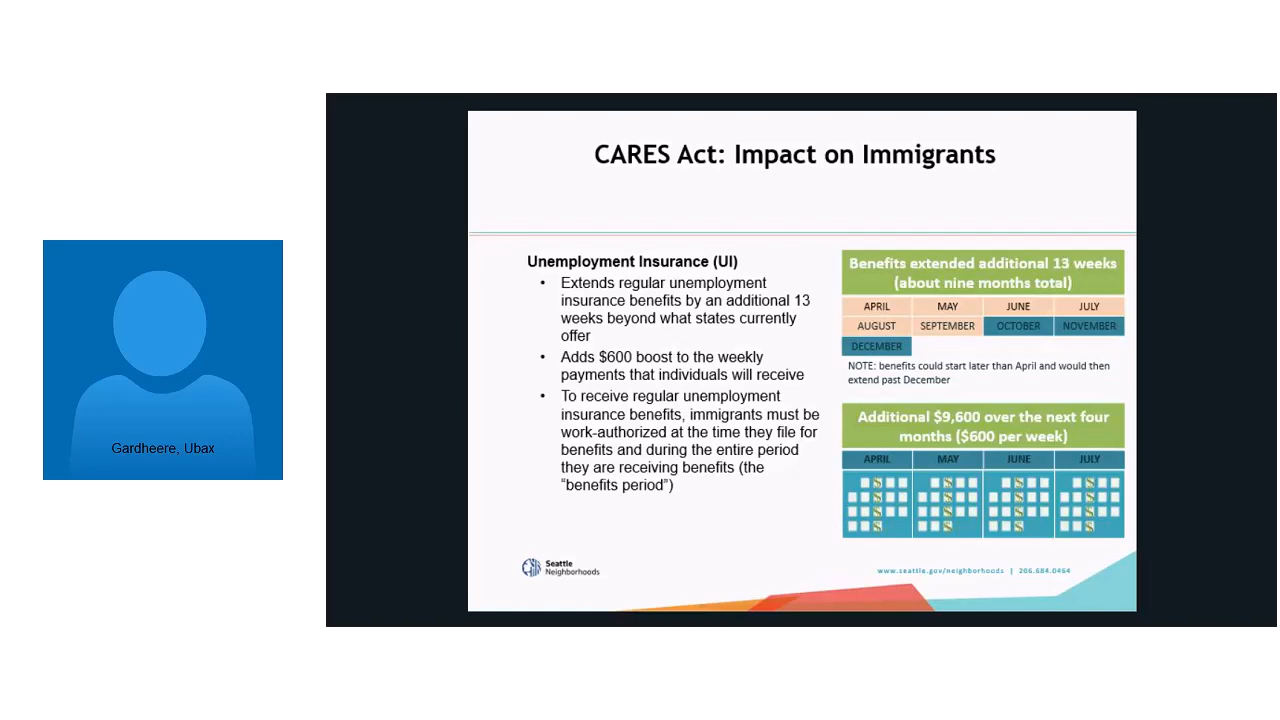 CARES Act: Impact on Immigrants
Unemployment Insurance (UI)
• Extends regular unemployment
insurance benefits by an additional 13
weeks beyond what states currently
offer
• Adds $600 boost to the weekly
payments that individuals will receive
• To receive regular unemployment
insurance benefits, immigrants must be
work-authorized at the time they file for
benefits and during the entire period
they are receiving benefits (the
“benefits period”)
Benefits extended additional 13 weeks
(about nine months total)
APRIL MAY JUNE JULY
AUGUST SEPTEMBER OCTOBER NOVEMBER
DECEMBER
NOTE: benefits could start later than April and would then
extend past December
Additional $9,600 over the next four
months ($600 per week)
APRIL MAY JUNE JULY
$ $ $ $
$ $ $ $
$ $ $ $
$ $ $ $
Gardheere, Ubax
Seattle
Neighborhoods
www.seattle.gov/neighborhoods | 206.684.0464